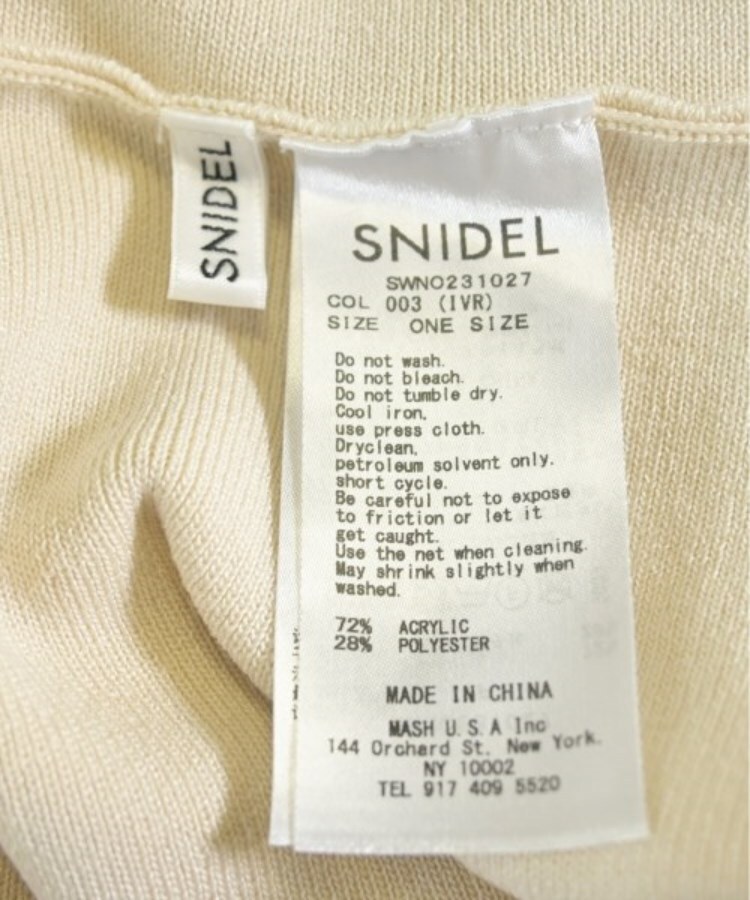 SNIDEL
SNIDEL
SWNO231027
COL 003 (IVR)
SIZE ONE SIZE
Do not wash.
Do not bleach.
Do not tumble dry.
Cool iron,
use press cloth.
Dryclean,
petroleum solvent only.
short cycle.
Be careful not to expose
to friction or let it
get caught.
Use the net when cleaning.
May shrink slightly when
washed.
72% ACRYLIC
28% POLYESTER
MADE IN CHINA
MASH U.S.A Inc
144 Orchard St. New York.
NY 10002
TEL 917 409 5520